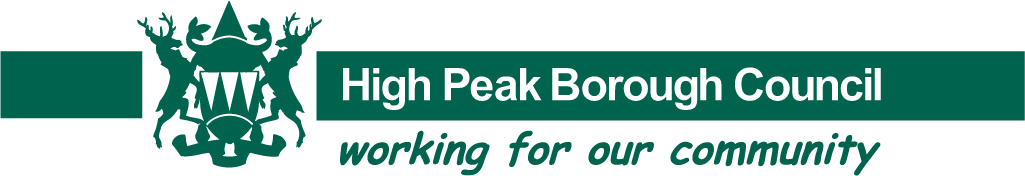 High Peak Borough Council
working for our community